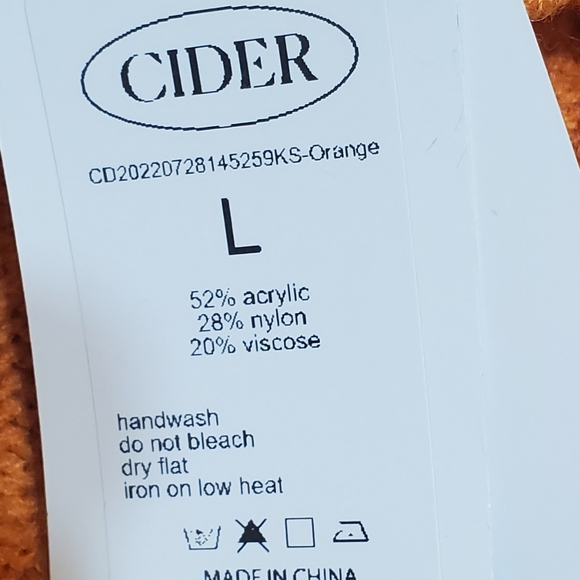 CIDER
CD20220728145259KS-Orange
L
52% acrylic
28% nylon
20% viscose
handwash
do not bleach
dry flat
iron on low heat
MADE IN CHINA